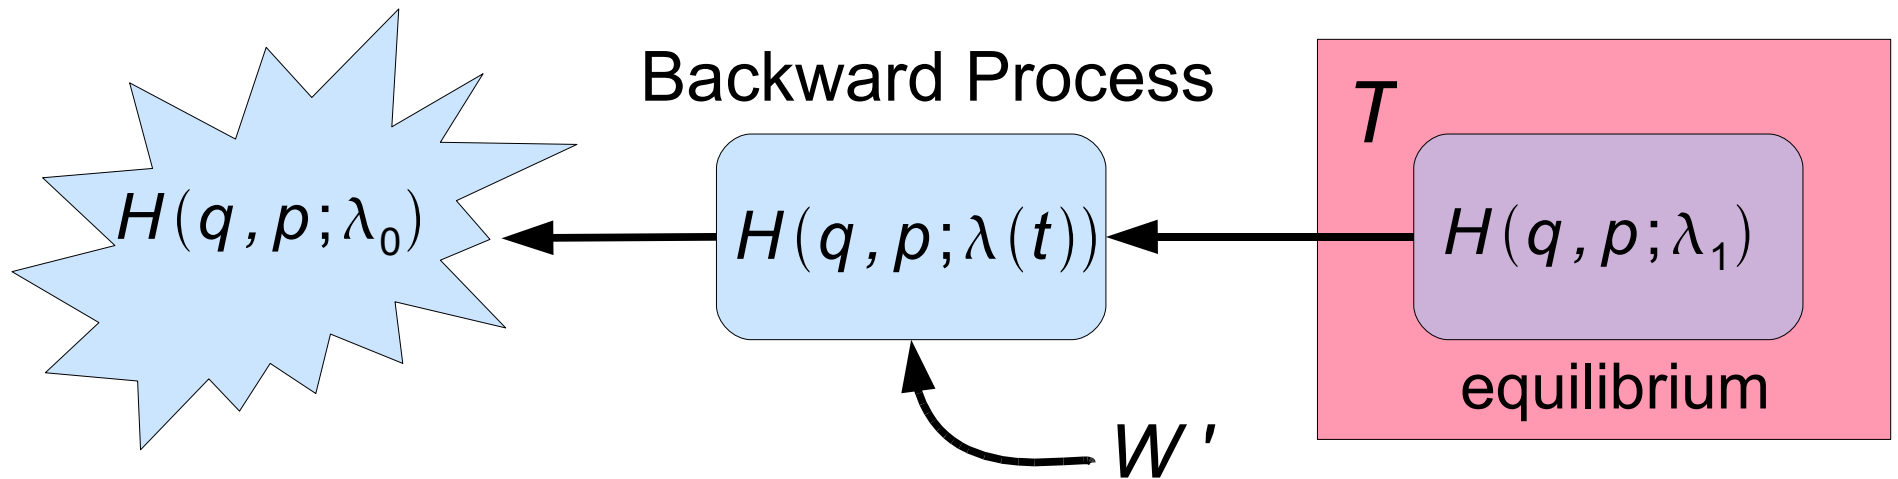 Backward Process
H(q,p;λ₀)
H(q,p;λ(t))
T
H(q,p;λ₁)
equilibrium
W'